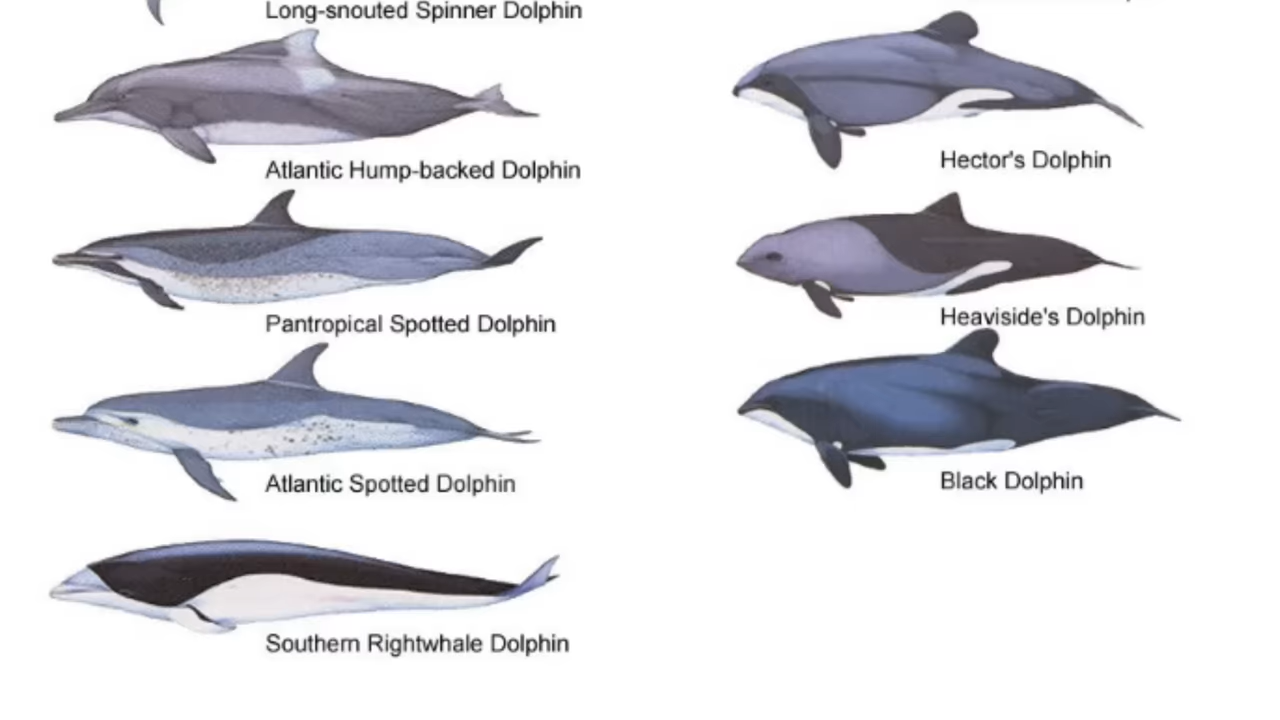 Long-snouted Spinner Dolphin
Atlantic Hump-backed Dolphin
Pantropical Spotted Dolphin
Atlantic Spotted Dolphin
Southern Rightwhale Dolphin
Hector's Dolphin
Heaviside's Dolphin
Black Dolphin